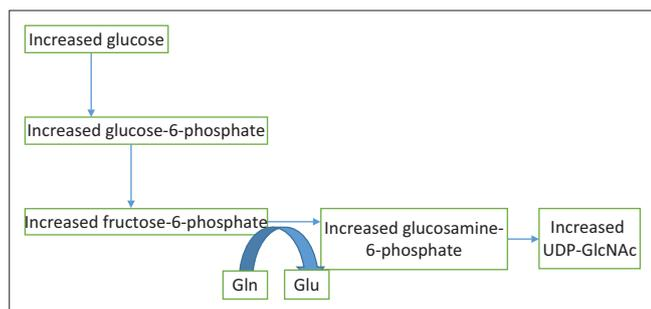 Increased glucose
Increased glucose-6-phosphate
Increased fructose-6-phosphate
Increased glucosamine-
6-phosphate
Increased
UDP-GlcNAc
Gln
Glu